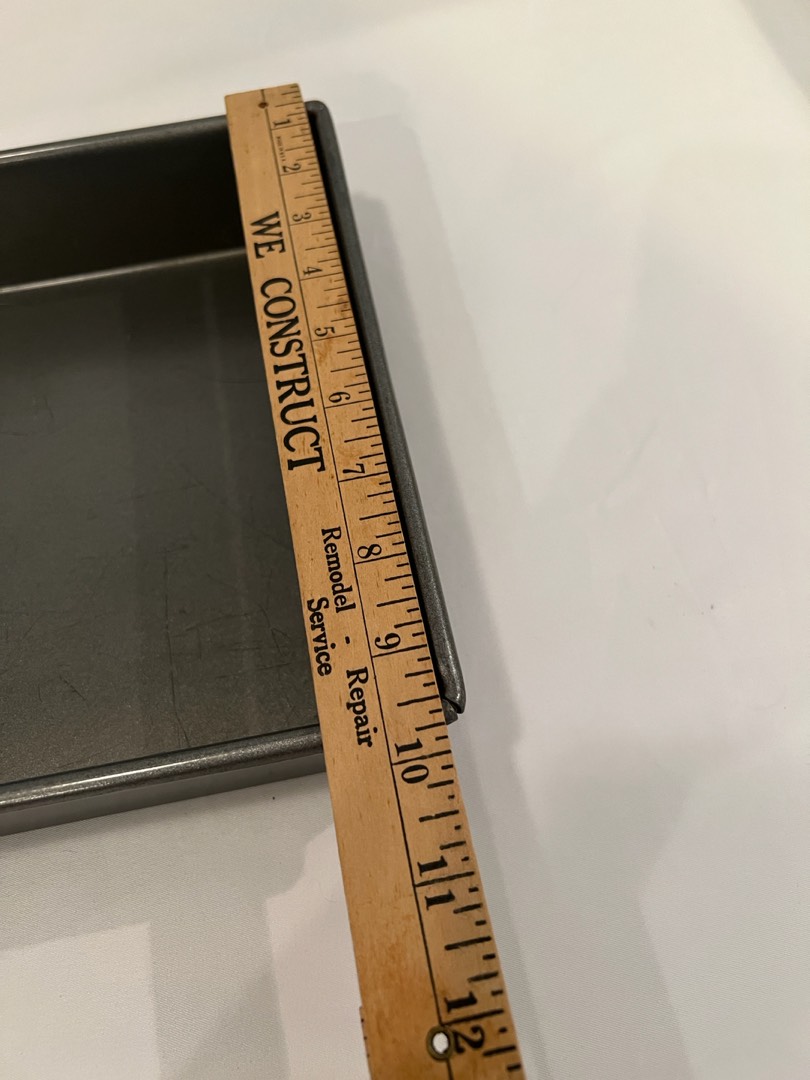 1 2 3 4 5 6 7 8 9 10 11 12
WE CONSTRUCT
Remodel - Repair
Service